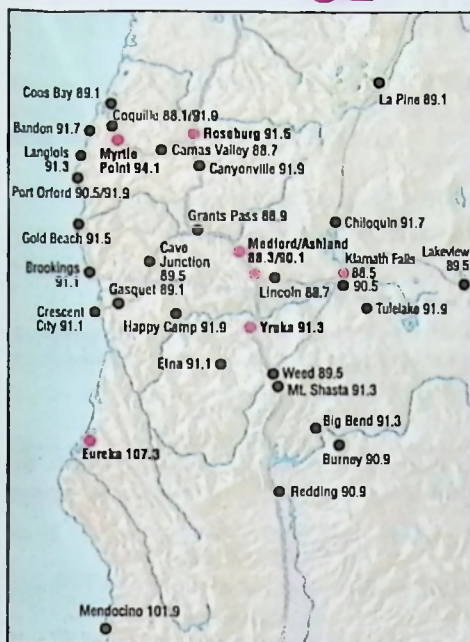 Coos Bay 89.1
La Pine 89.1
Coquille 88.1/91.9
Bandon 91.7
Roseburg 91.5
Myrtle
Point 94.1
Camas Valley 88.7
Langlois
91.3
Canyonville 91.9
Port Orford 90.5/91.9
Grants Pass 88.9
Chiloquin 91.7
Gold Beach 91.5
Medford/Ashland
88.3/90.1
Cave
Junction
89.5
Klamath Falls
88.5
90.5
Lakeview
89.5
Brookings
91.1
Lincoln 88.7
Gasquet 89.1
Crescent
City 91.1
Happy Camp 91.9
Tulelake 91.9
Yreka 91.3
Etna 91.1
Weed 89.5
Mt. Shasta 91.3
Big Bend 91.3
Eureka 107.3
Burney 90.9
Redding 90.9
Mendocino 101.9